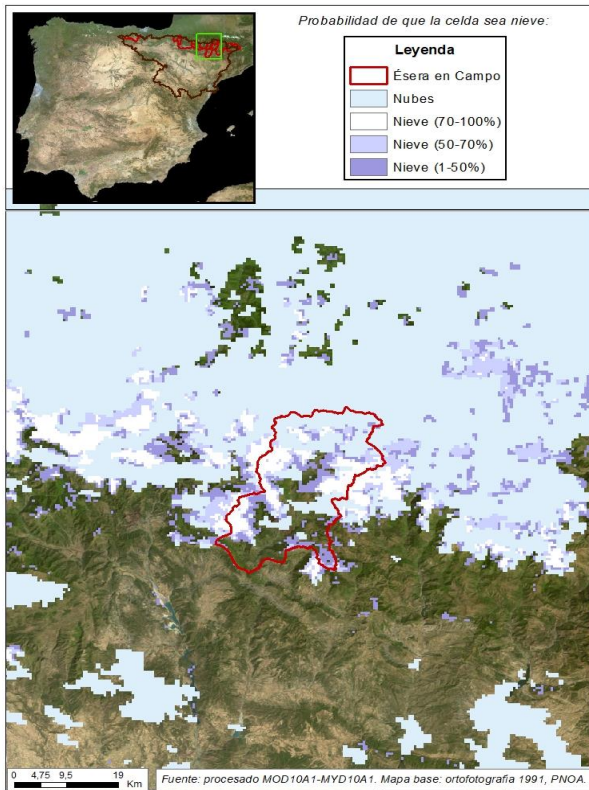 Probabilidad de que la celda sea nieve:
Leyenda
Ésera en Campo
Nubes
Nieve (70-100%)
Nieve (50-70%)
Nieve (1-50%)
0 4,75 9,5 19
Km
Fuente: procesado MOD10A1-MYD10A1. Mapa base: ortofotografia 1991, PNOA.